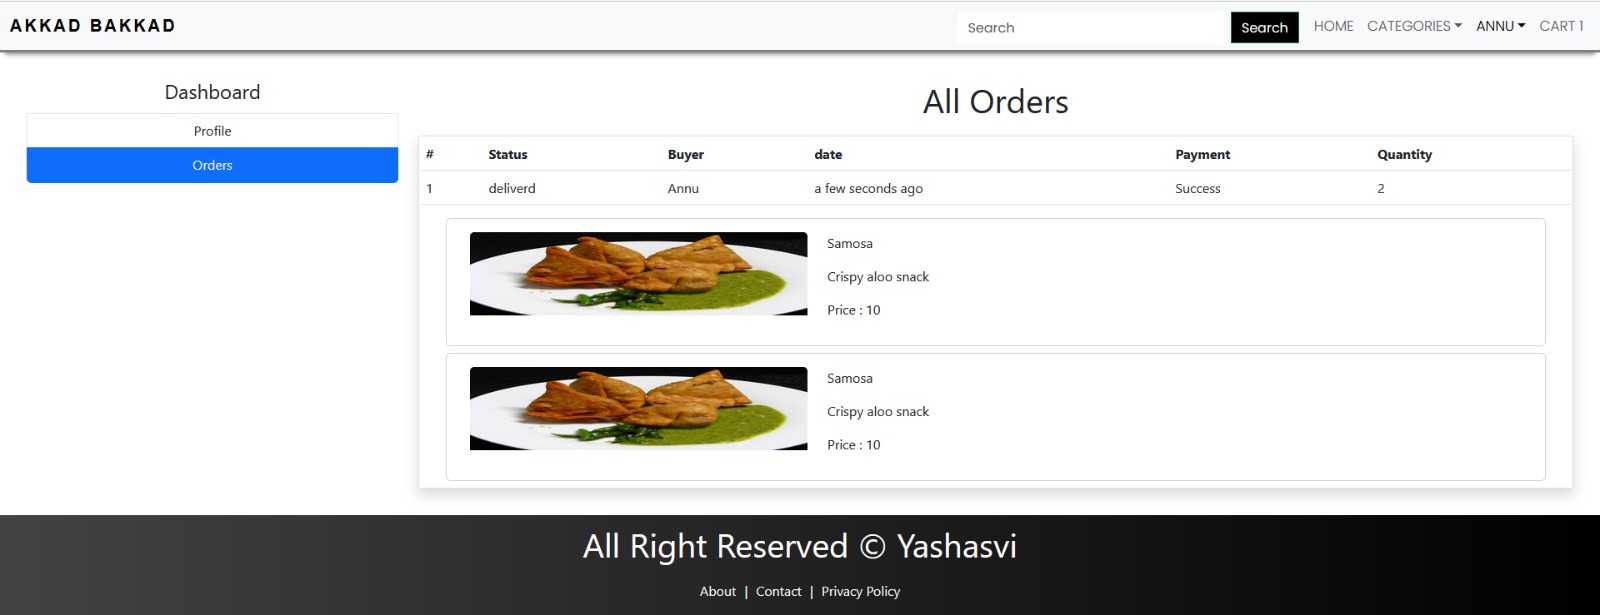 AKKAD BAKKAD
Search Search HOME CATEGORIES ANNU CART 1
Dashboard
Profile
Orders
All Orders
# Status Buyer date Payment Quantity
1 deliverd Annu a few seconds ago Success 2
Samosa
Crispy aloo snack
Price : 10
Samosa
Crispy aloo snack
Price : 10
All Right Reserved © Yashasvi
About | Contact | Privacy Policy